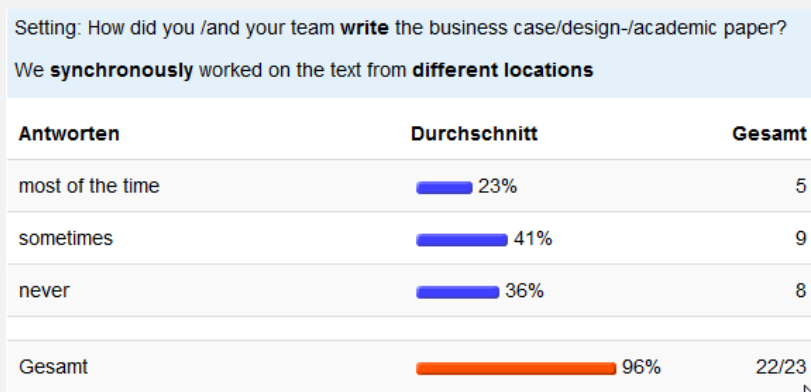 Setting: How did you /and your team write the business case/design-/academic paper?
We synchronously worked on the text from different locations
Antworten Durchschnitt Gesamt
most of the time 23% 5
sometimes 41% 9
never 36% 8
Gesamt 96% 22/23